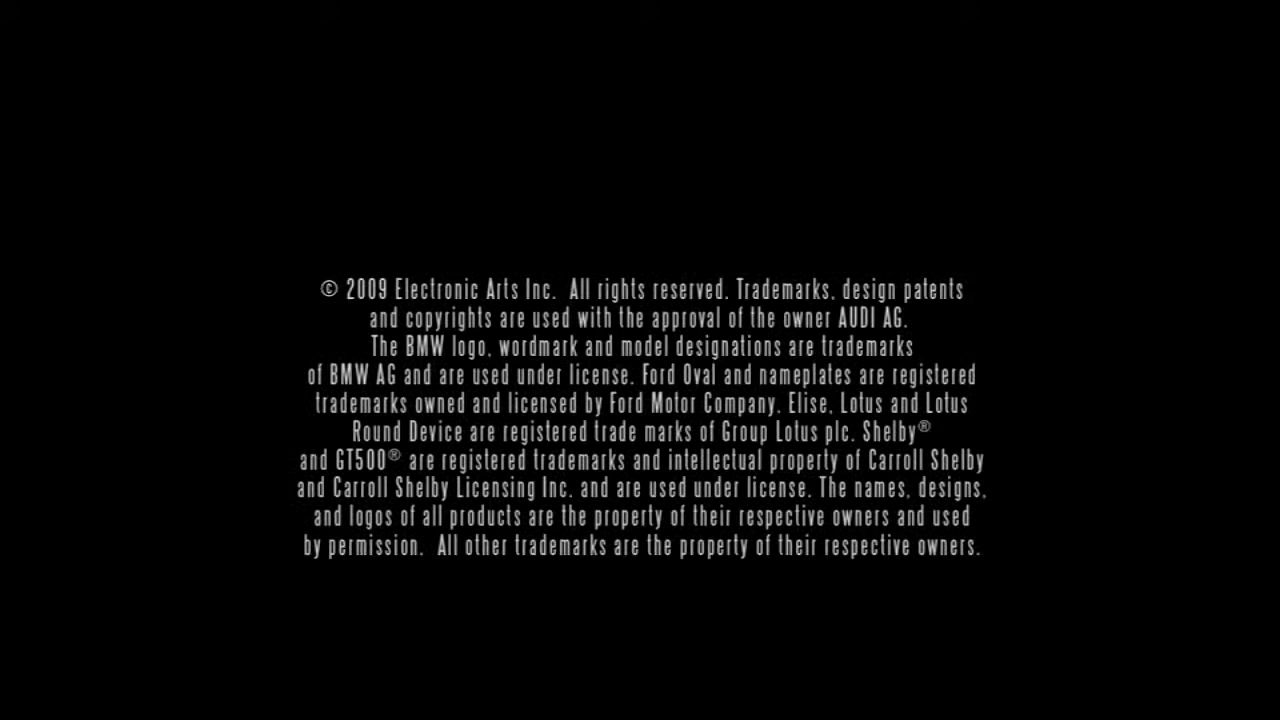 © 2009 Electronic Arts Inc.  All rights reserved. Trademarks, design patents
and copyrights are used with the approval of the owner AUDI AG.
The BMW logo, wordmark and model designations are trademarks
of BMW AG and are used under license. Ford Oval and nameplates are registered
trademarks owned and licensed by Ford Motor Company. Elise, Lotus and Lotus
Round Device are registered trade marks of Group Lotus plc. Shelby®
and GT500® are registered trademarks and intellectual property of Carroll Shelby
and Carroll Shelby Licensing Inc. and are used under license. The names, designs,
and logos of all products are the property of their respective owners and used
by permission.  All other trademarks are the property of their respective owners.